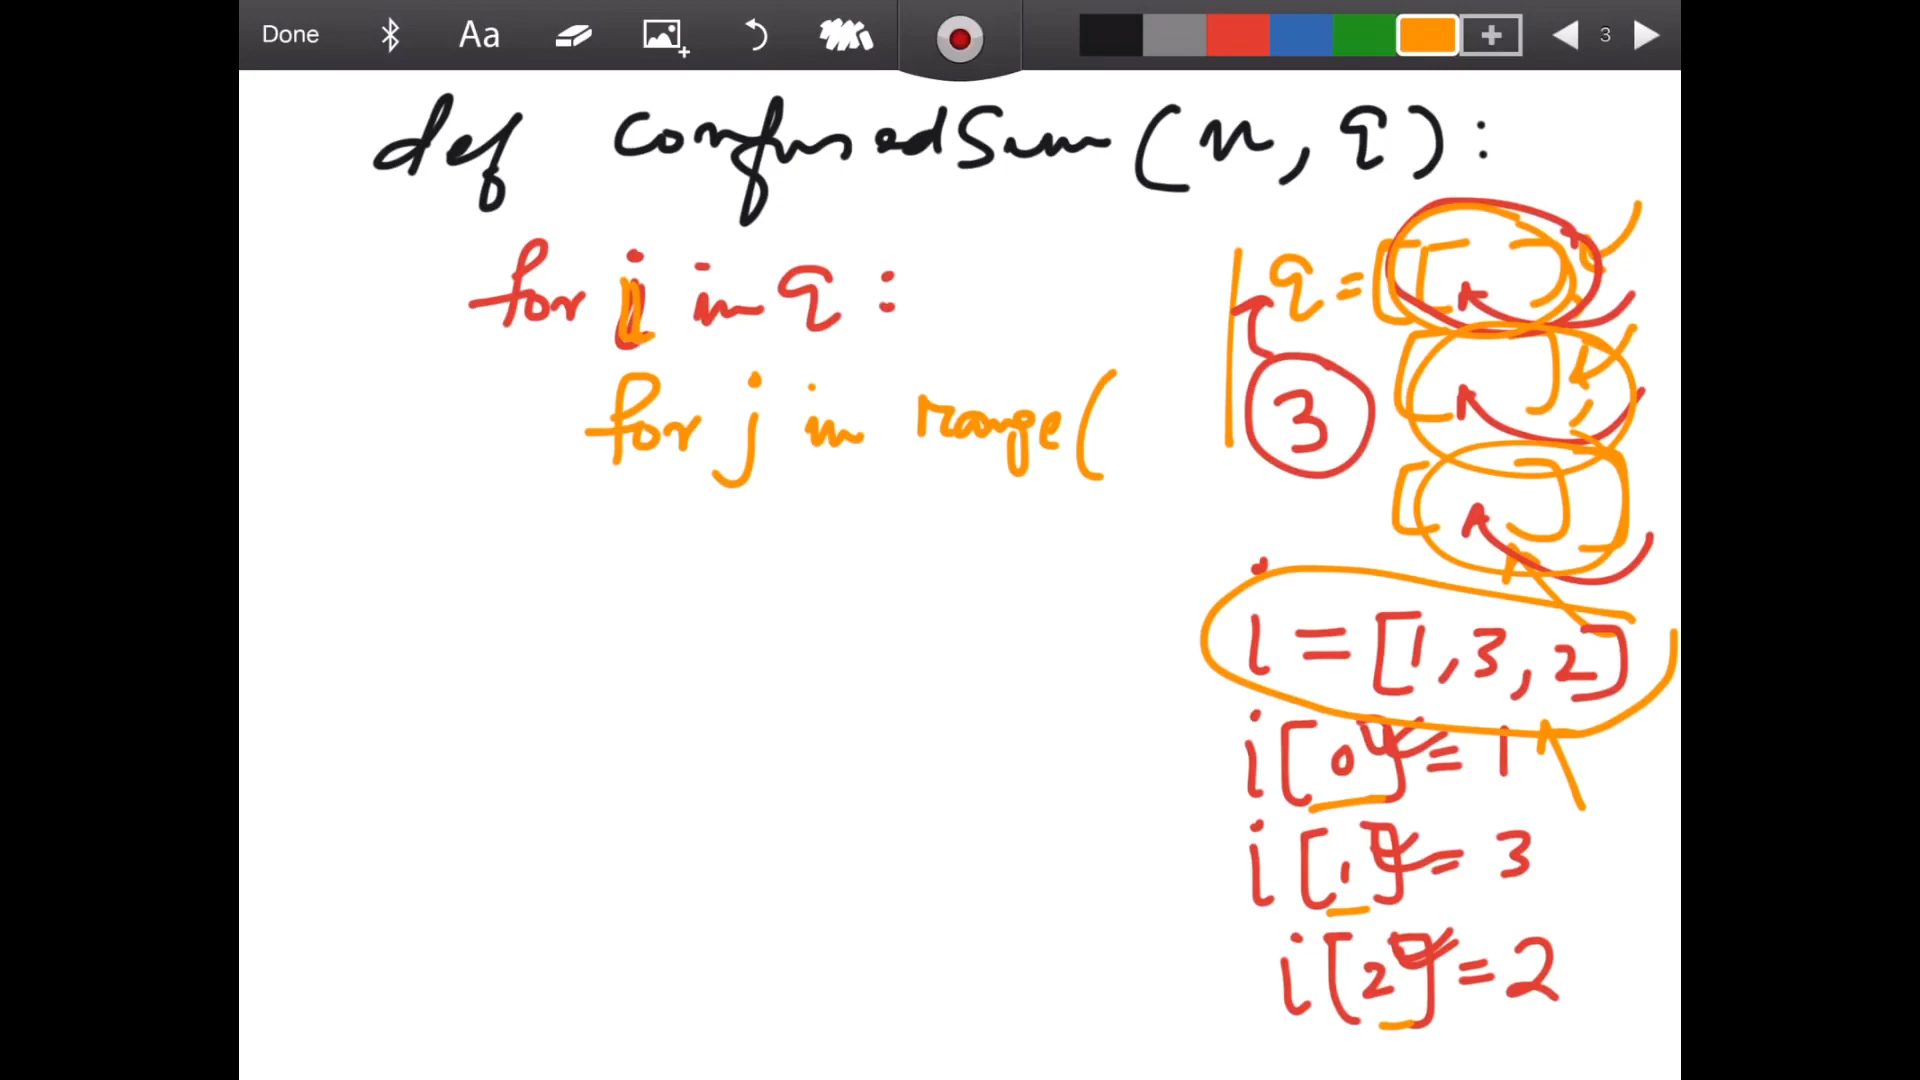 Done Aa 3
def confusedSum(n, q):
for i in q:
for j in range(
q = [[ ],
[ ],
[ ]]
3
i = [1, 3, 2]
i[0] = 1
i[1] = 3
i[2] = 2